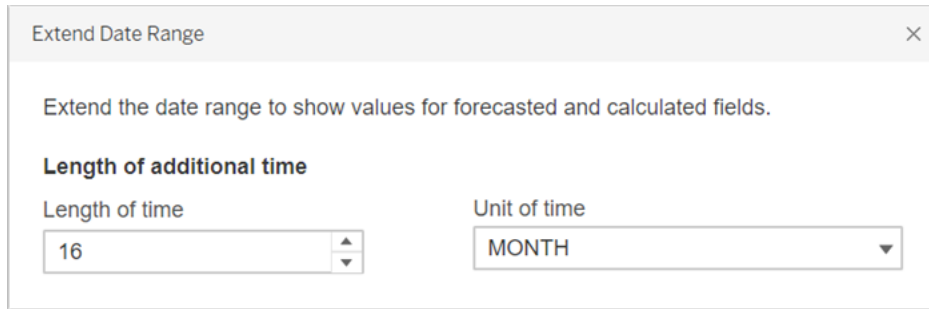 Extend Date Range
Extend the date range to show values for forecasted and calculated fields.
Length of additional time
Length of time
Unit of time
16
MONTH